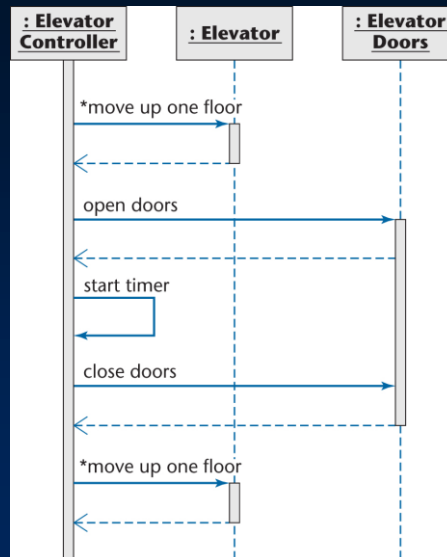 : Elevator
Controller
: Elevator
: Elevator
Doors
*move up one floor
open doors
start timer
close doors
*move up one floor